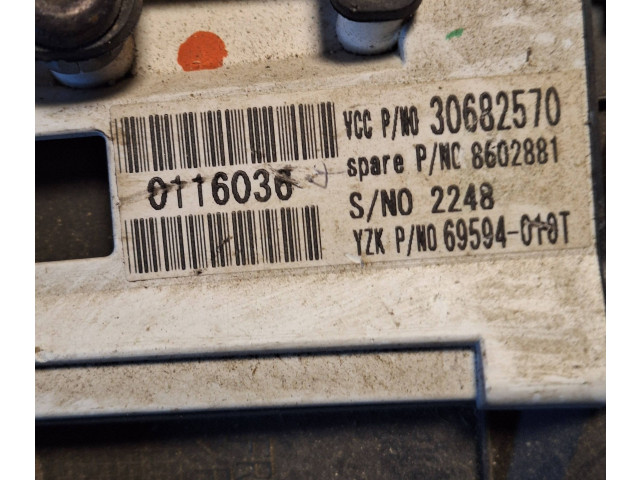 0116036
VCC P/NO 30682570
spare P/NO 8602881
S/NO 2248
YZK P/NO 69594-010T